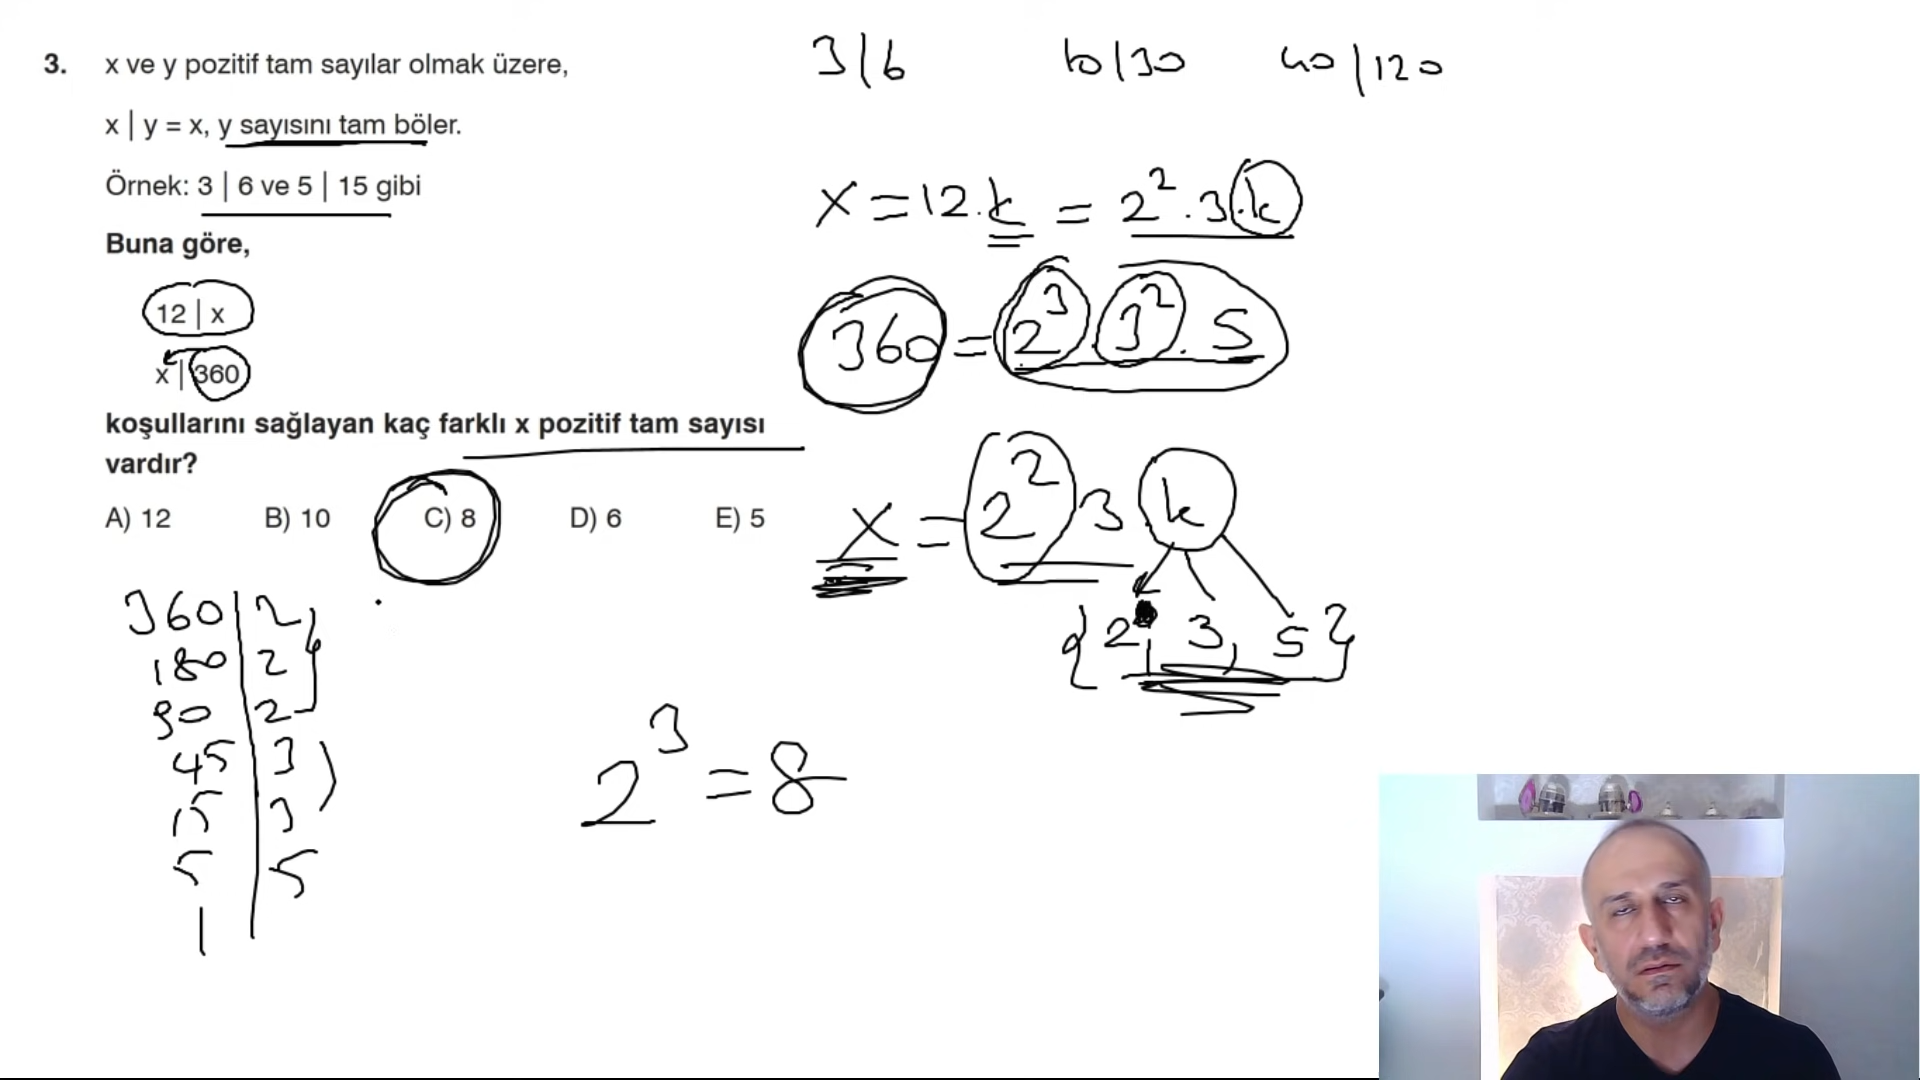 3. x ve y pozitif tam sayılar olmak üzere,
x | y = x, y sayısını tam böler.
Örnek: 3 | 6 ve 5 | 15 gibi
Buna göre,
12 | x
x | 360
koşullarını sağlayan kaç farklı x pozitif tam sayısı
vardır?
A) 12 B) 10 C) 8 D) 6 E) 5
360 | 2
180 | 2
90 | 2
45 | 3
15 | 3
5 | 5
1
3|6 10|30 40|120
x = 12.k = 2².3.k
360 = 2³.3².5
x = 2² 3 k
{2, 3, 5}
2³ = 8